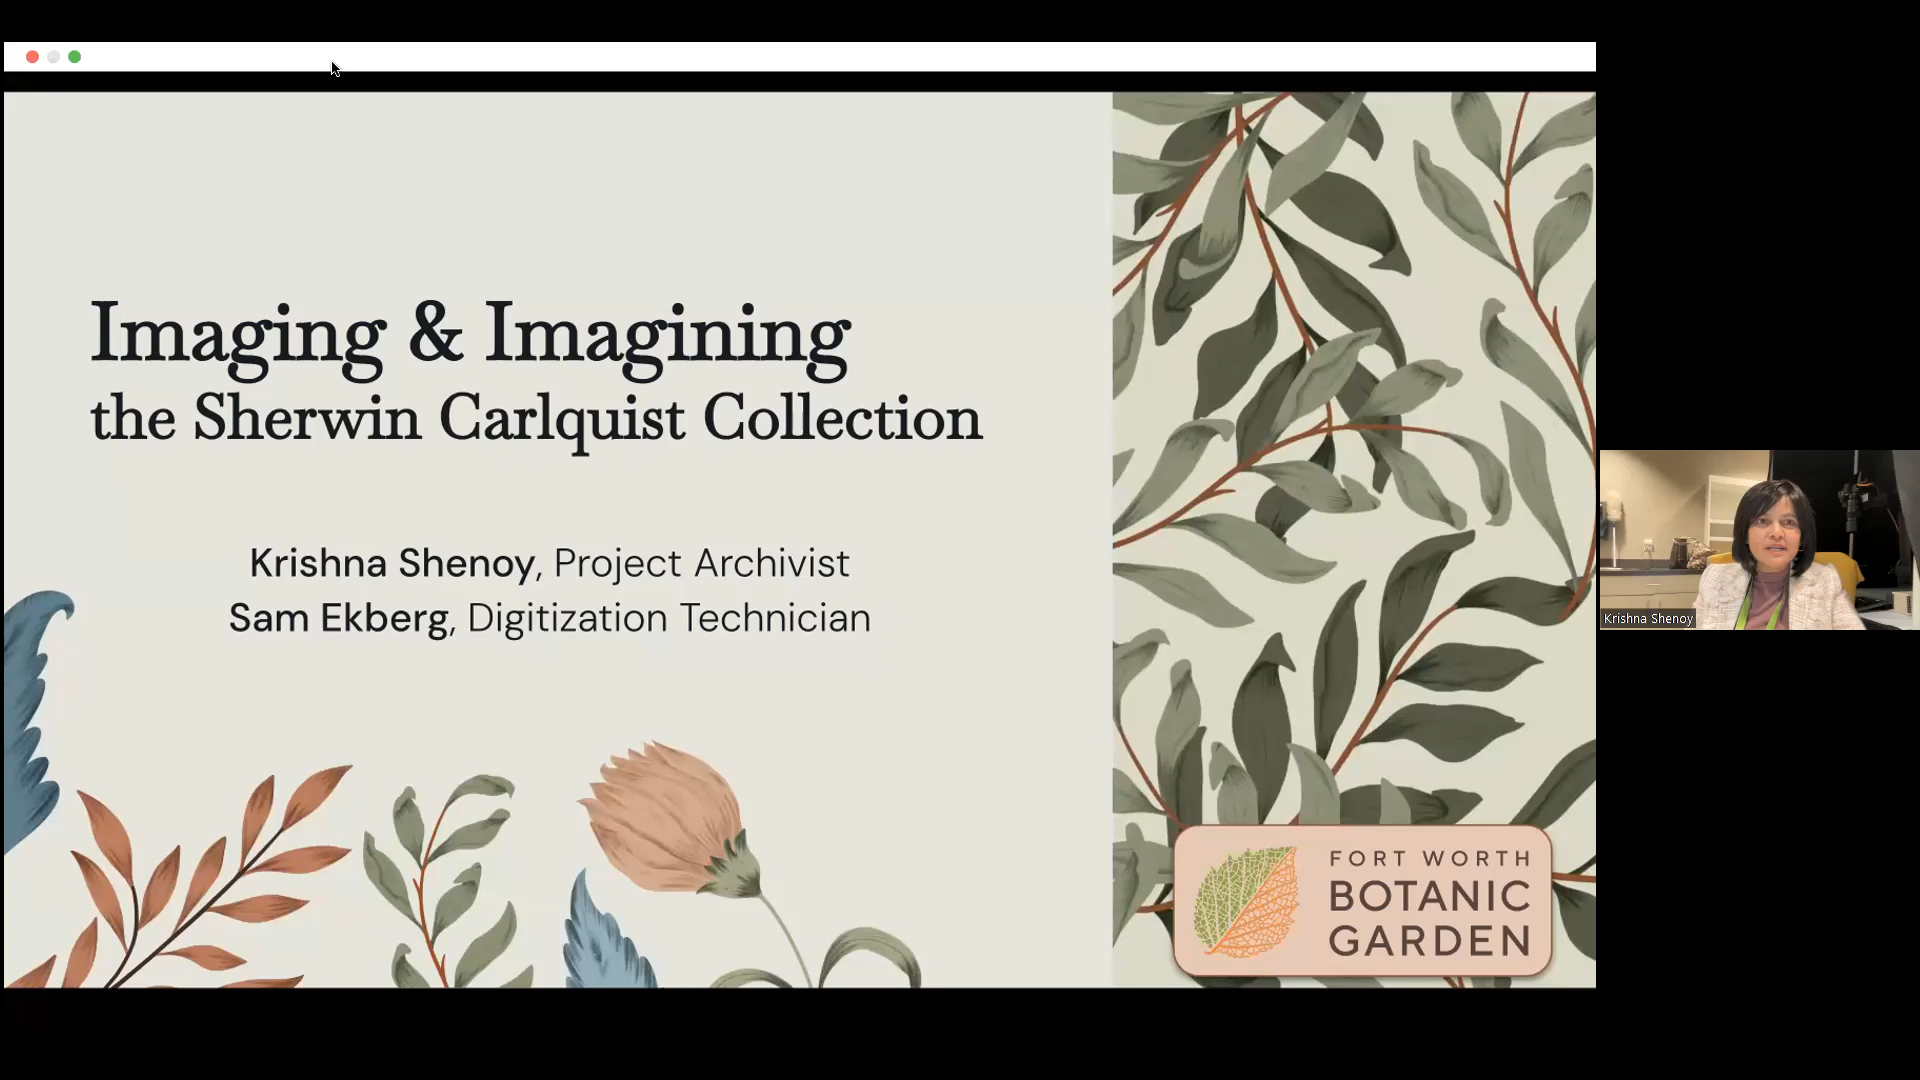 Imaging & Imagining
the Sherwin Carlquist Collection
Krishna Shenoy, Project Archivist
Sam Ekberg, Digitization Technician
FORT WORTH
BOTANIC
GARDEN
Krishna Shenoy